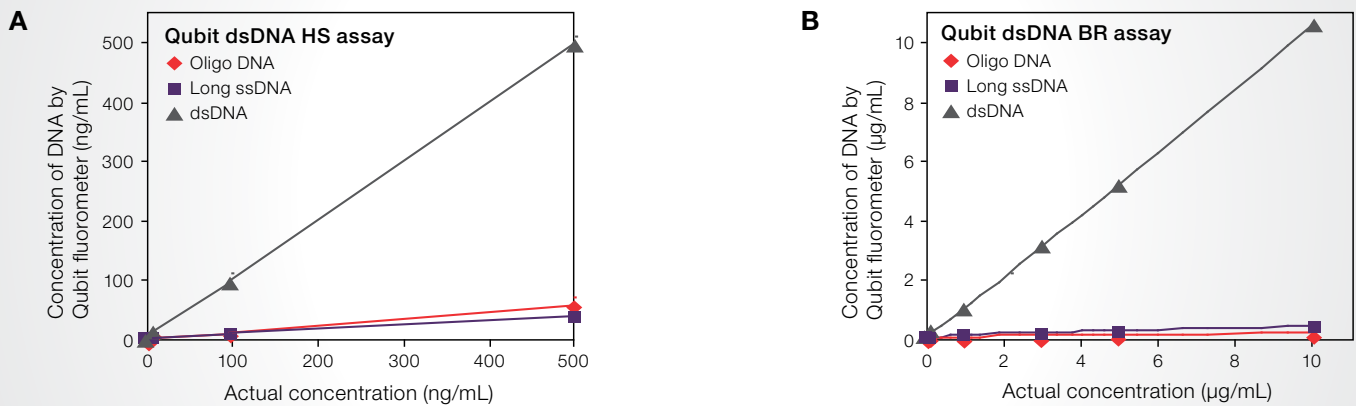 A
Qubit dsDNA HS assay
Oligo DNA
Long ssDNA
dsDNA
Concentration of DNA by
Qubit fluorometer (ng/mL)
500
400
300
200
100
0
0
100
200
300
400
500
Actual concentration (ng/mL)
B
Qubit dsDNA BR assay
Oligo DNA
Long ssDNA
dsDNA
Concentration of DNA by
Qubit fluorometer (µg/mL)
10
8
6
4
2
0
0
2
4
6
8
10
Actual concentration (µg/mL)